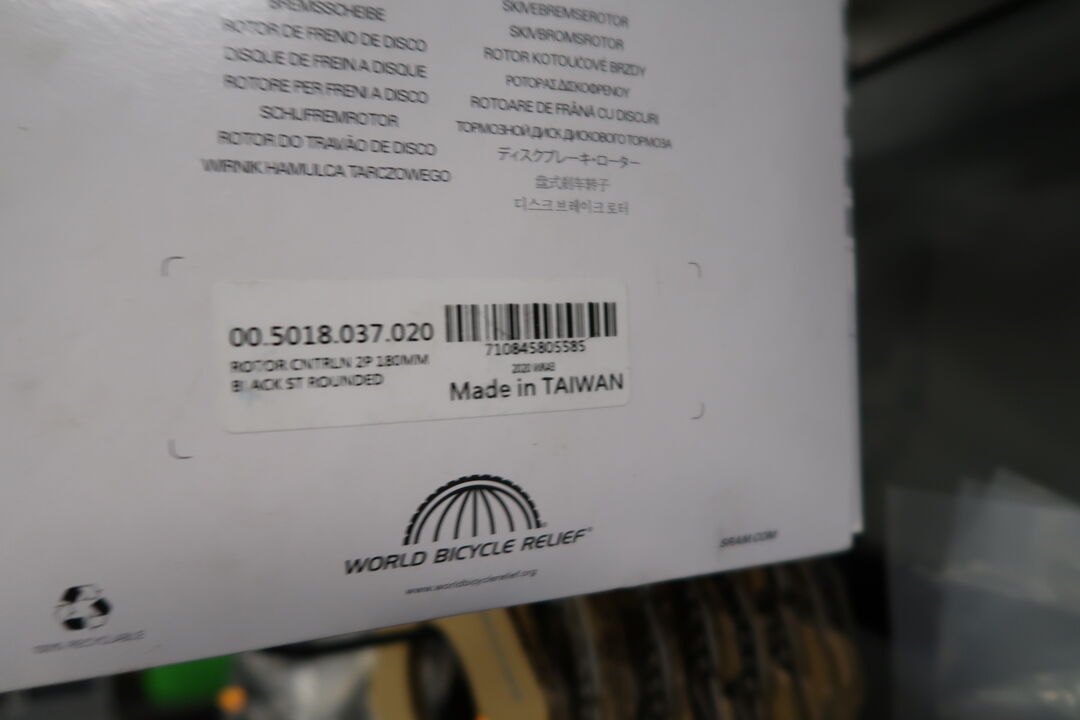 BREMSSCHEIBE
ROTOR DE FRENO DE DISCO
DISQUE DE FREIN A DISQUE
ROTORE PER FRENI A DISCO
SCHIJFREMROTOR
ROTOR DO TRAVÃO DE DISCO
WIRNIK HAMULCA TARCZOWEGO
SKIVEBREMSEROTOR
SKIVBROMSROTOR
ROTOR KOTOUČOVÉ BRZDY
ΡΟΤΟΡΑΣ ΔΙΣΚΟΦΡΕΝΟΥ
ROTOARE DE FRÂNĂ CU DISCURI
ТОРМОЗНОЙ ДИСК ДИСКОВОГО ТОРМОЗА
ディスクブレーキ・ローター
盘式刹车转子
디스크 브레이크 로터
00.5018.037.020
ROTOR CNTRLN 2P 180MM
BLACK ST ROUNDED
710845805585
2020
Made in TAIWAN
WORLD BICYCLE RELIEF
www.worldbicyclerelief.org
SRAM.COM
100% RECYCLABLE